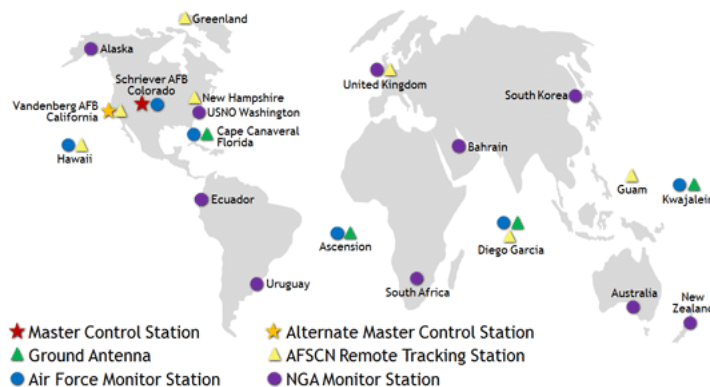 Greenland
Alaska
Schriever AFB
Colorado
Vandenberg AFB
California
New Hampshire
USNO Washington
Cape Canaveral
Florida
Hawaii
United Kingdom
South Korea
Bahrain
Guam
Kwajalein
Ecuador
Ascension
Diego Garcia
Uruguay
South Africa
Australia
New
Zealand
Master Control Station
Alternate Master Control Station
Ground Antenna
AFSCN Remote Tracking Station
Air Force Monitor Station
NGA Monitor Station